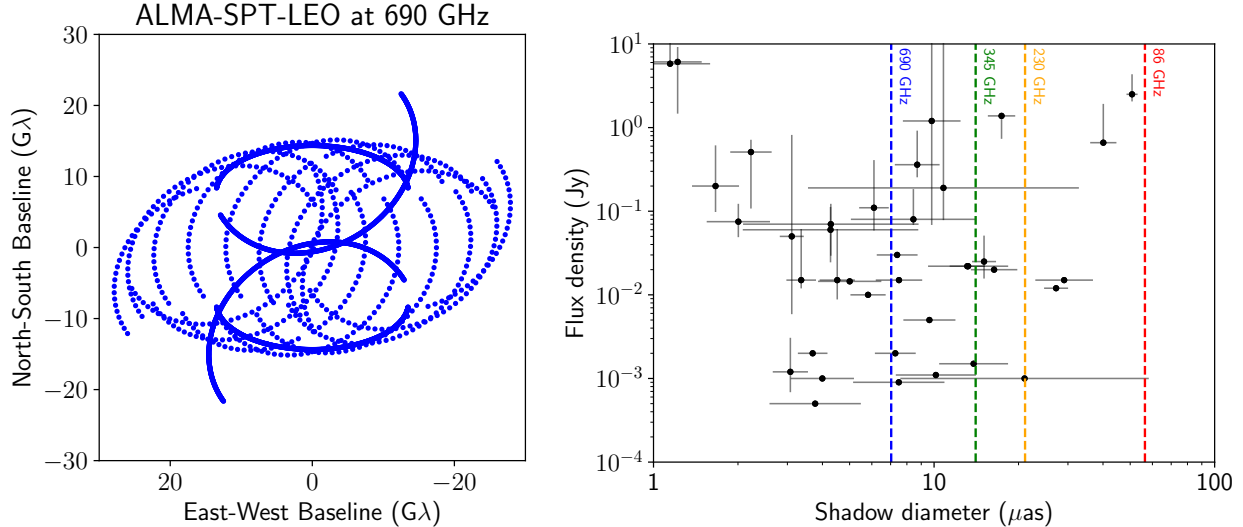 ALMA-SPT-LEO at 690 GHz
30
20
10
0
−10
−20
−30
20
0
−20
North-South Baseline (Gλ)
East-West Baseline (Gλ)
10¹
10⁰
10⁻¹
10⁻²
10⁻³
10⁻⁴
1
10
100
Flux density (Jy)
Shadow diameter (μas)
690 GHz
345 GHz
230 GHz
86 GHz